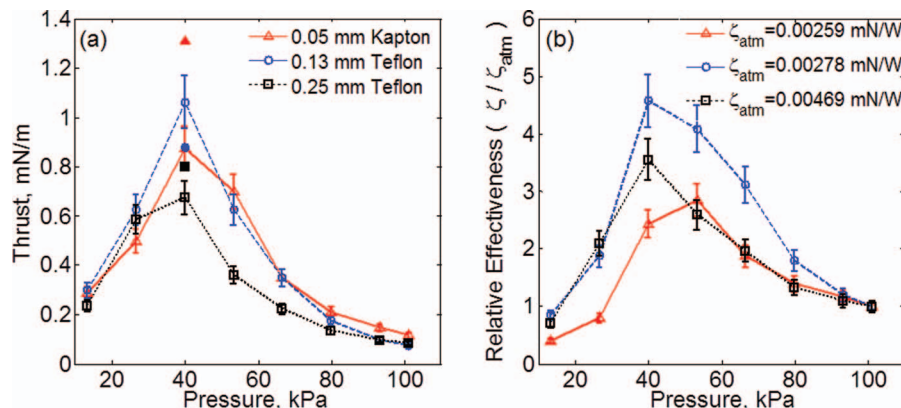 (a)
0.05 mm Kapton
0.13 mm Teflon
0.25 mm Teflon
Thrust, mN/m
1.4
1.2
1
0.8
0.6
0.4
0.2
0
20 40 60 80 100
Pressure, kPa
(b)
ζatm=0.00259 mN/W
ζatm=0.00278 mN/W
ζatm=0.00469 mN/W
Relative Effectiveness ( ζ / ζatm)
6
5
4
3
2
1
0
20 40 60 80 100
Pressure, kPa